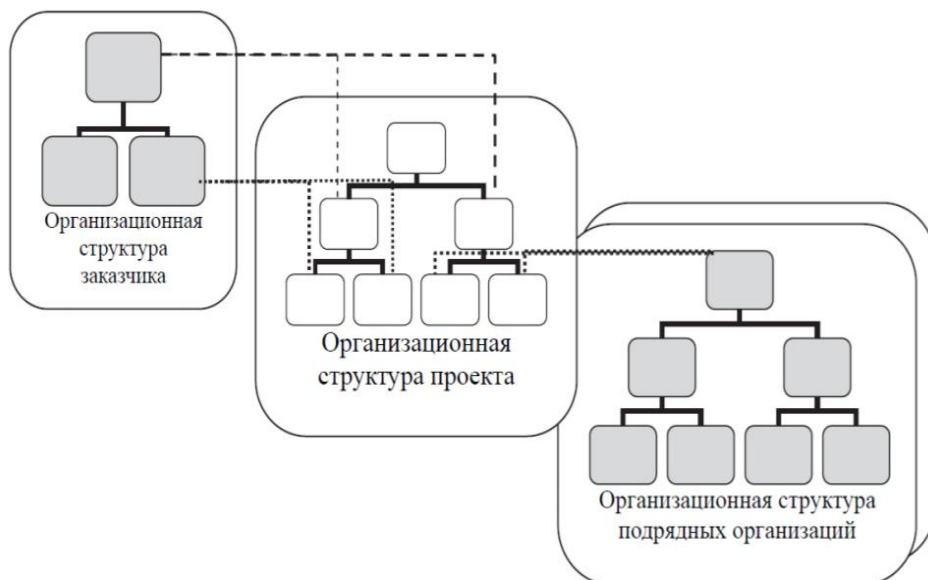 Организационная
структура
заказчика
Организационная
структура проекта
Организационная структура
подрядных организаций